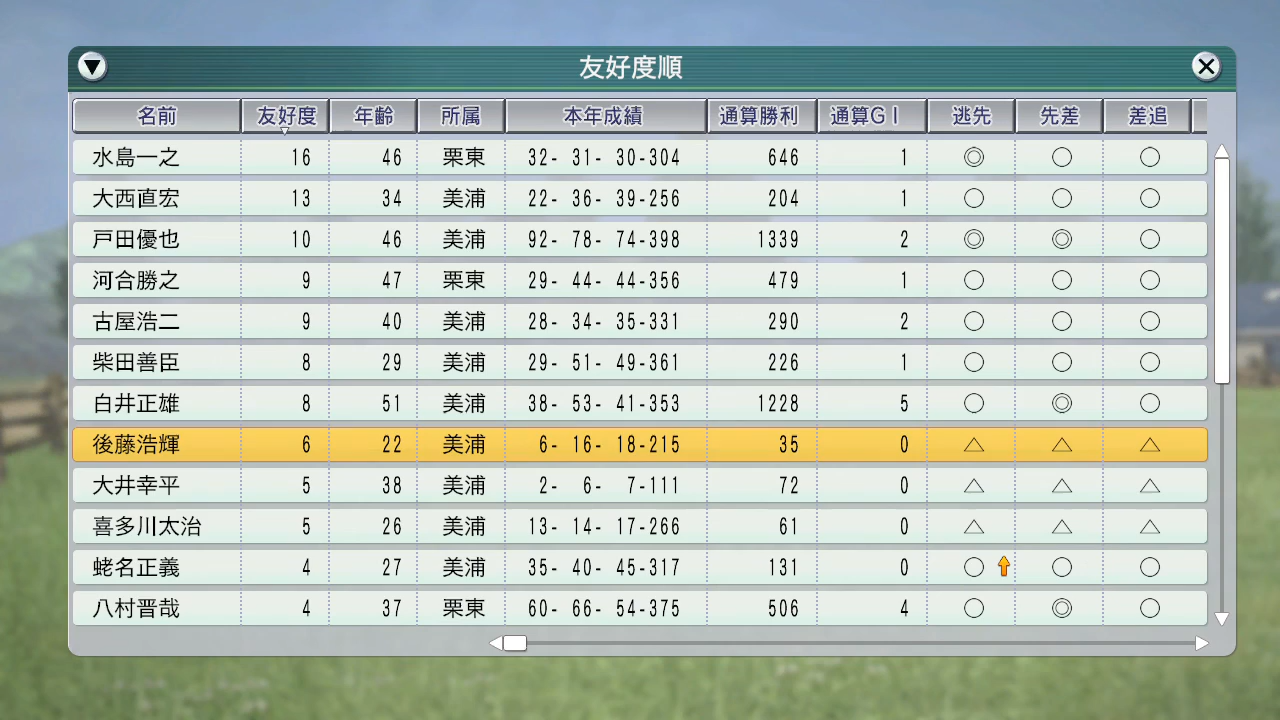 友好度順
名前 友好度 年齢 所属 本年成績 通算勝利 通算GⅠ 逃先 先差 差追
水島一之 16 46 栗東 32- 31- 30-304 646 1 ◎ ○ ○
大西直宏 13 34 美浦 22- 36- 39-256 204 1 ○ ○ ○
戸田優也 10 46 美浦 92- 78- 74-398 1339 2 ◎ ◎ ○
河合勝之 9 47 栗東 29- 44- 44-356 479 1 ○ ○ ○
古屋浩二 9 40 美浦 28- 34- 35-331 290 2 ○ ○ ○
柴田善臣 8 29 美浦 29- 51- 49-361 226 1 ○ ○ ○
白井正雄 8 51 美浦 38- 53- 41-353 1228 5 ○ ◎ ○
後藤浩輝 6 22 美浦 6- 16- 18-215 35 0 △ △ △
大井幸平 5 38 美浦 2- 6- 7-111 72 0 △ △ △
喜多川太治 5 26 美浦 13- 14- 17-266 61 0 △ △ △
蛯名正義 4 27 美浦 35- 40- 45-317 131 0 ○ ○ ○
八村晋哉 4 37 栗東 60- 66- 54-375 506 4 ○ ◎ ○